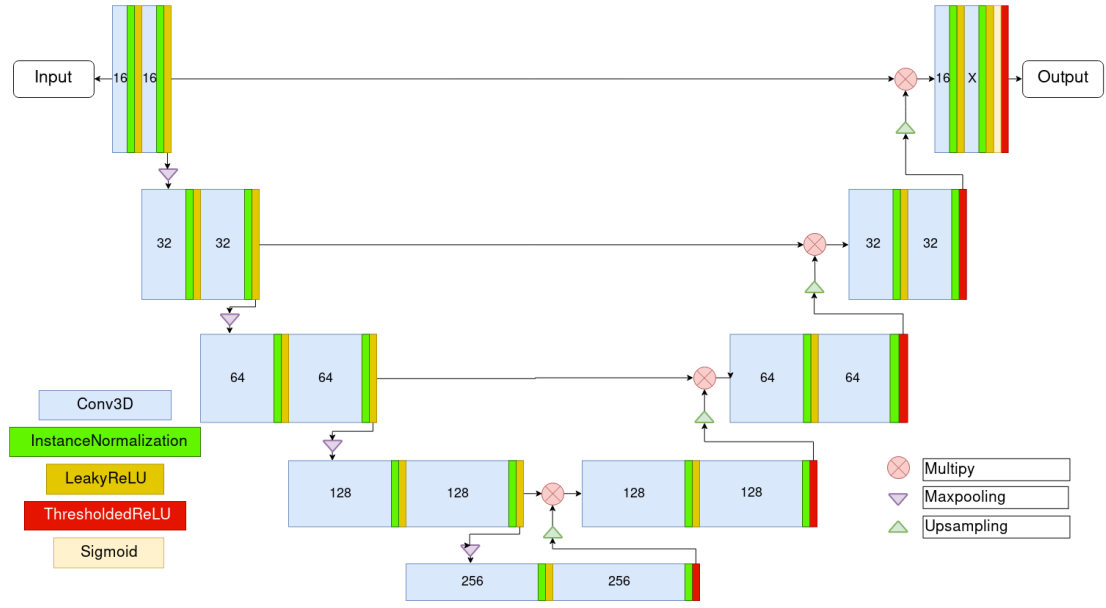 Input
16 16
16 X
Output
32 32
32 32
64 64
64 64
128 128
128 128
256 256
Conv3D
InstanceNormalization
LeakyReLU
ThresholdedReLU
Sigmoid
Multipy
Maxpooling
Upsampling